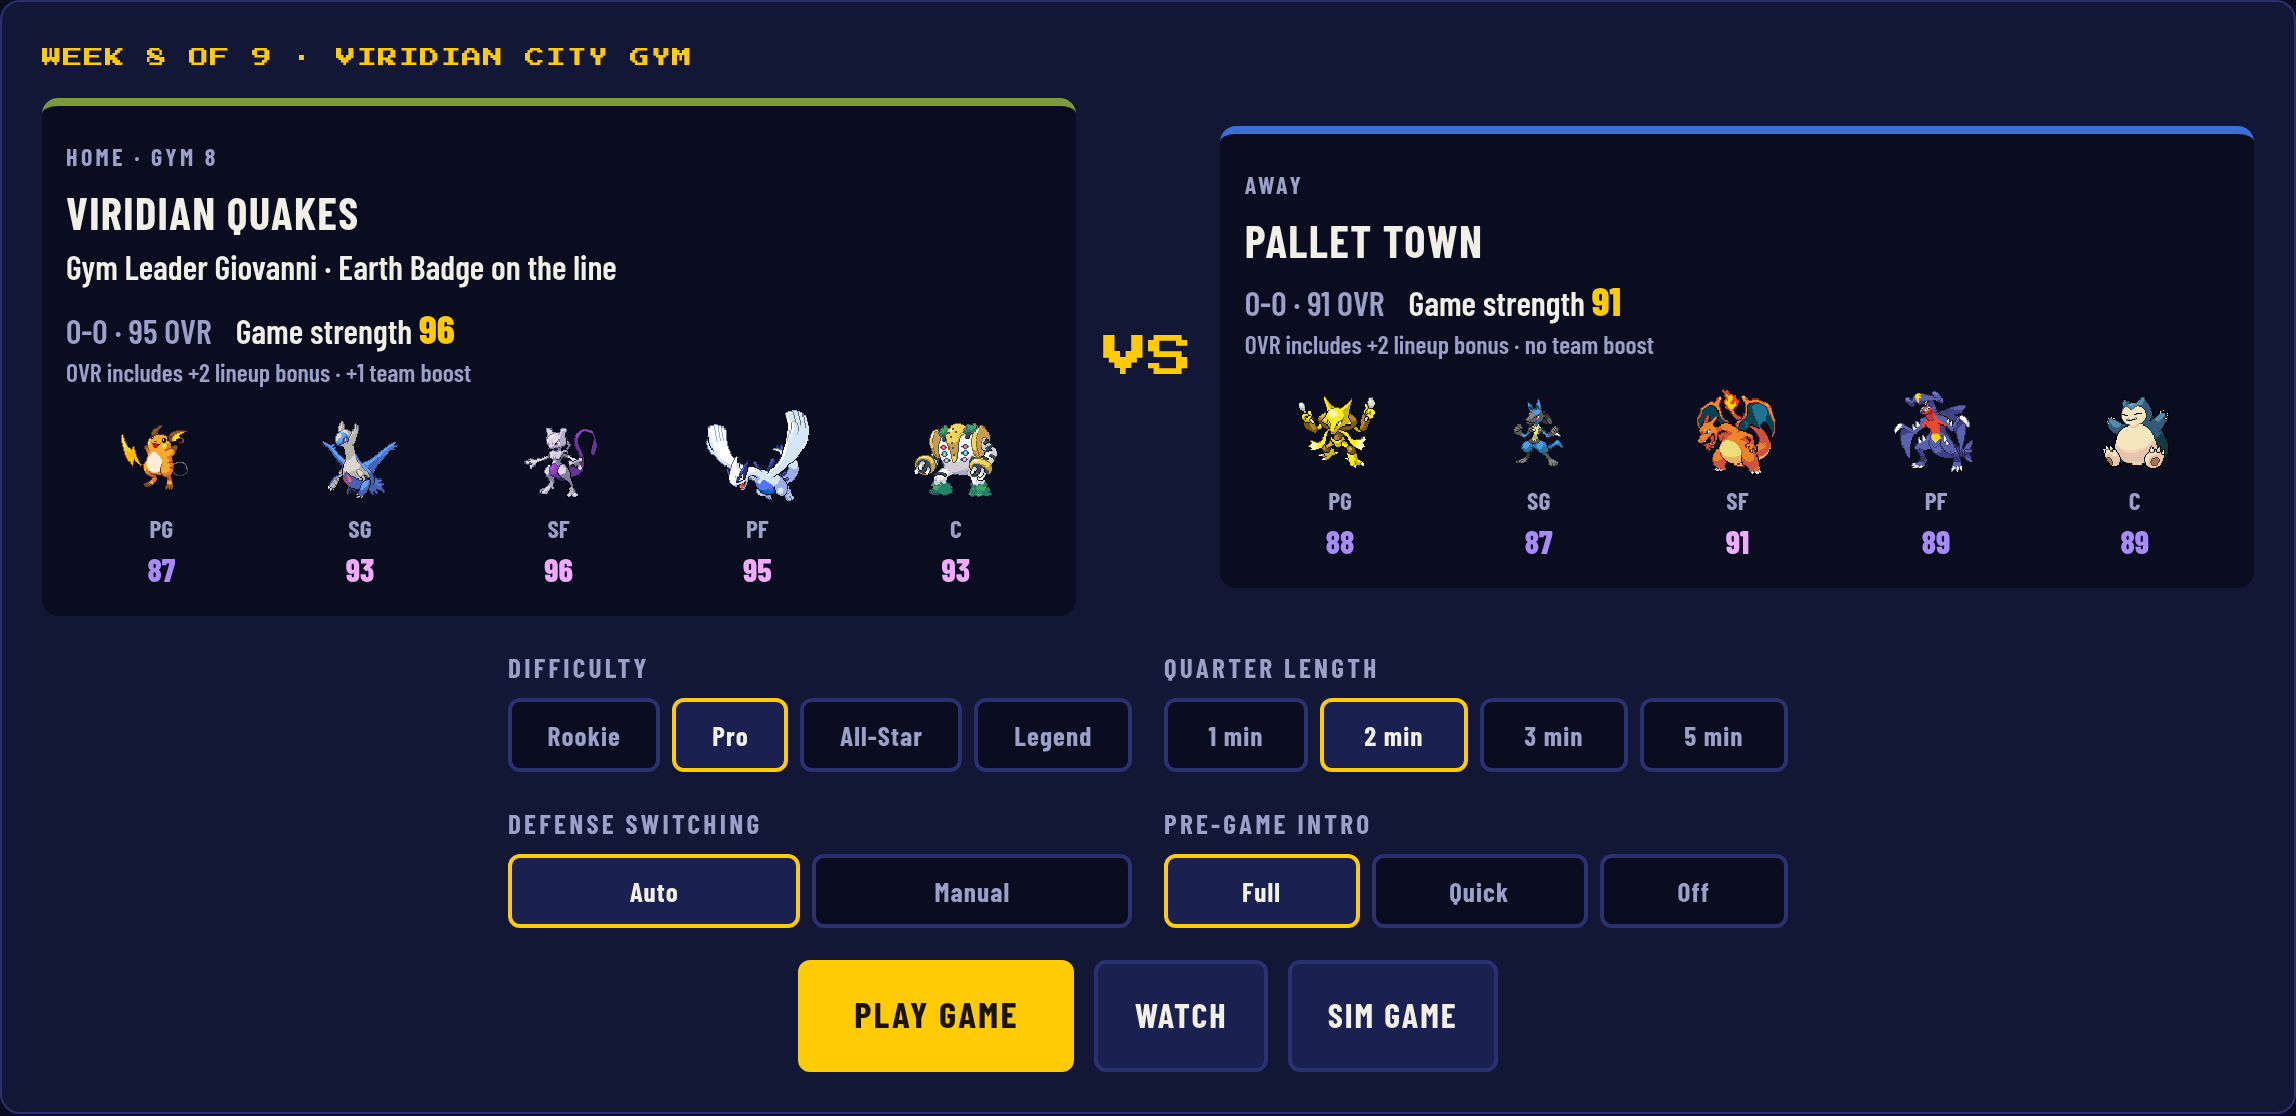 WEEK 8 OF 9 · VIRIDIAN CITY GYM
HOME · GYM 8
VIRIDIAN QUAKES
Gym Leader Giovanni · Earth Badge on the line
0-0 · 95 OVR Game strength 96
OVR includes +2 lineup bonus · +1 team boost
PG SG SF PF C
87 93 96 95 93
VS
AWAY
PALLET TOWN
0-0 · 91 OVR Game strength 91
OVR includes +2 lineup bonus · no team boost
PG SG SF PF C
88 87 91 89 89
DIFFICULTY
Rookie Pro All-Star Legend
QUARTER LENGTH
1 min 2 min 3 min 5 min
DEFENSE SWITCHING
Auto Manual
PRE-GAME INTRO
Full Quick Off
PLAY GAME WATCH SIM GAME